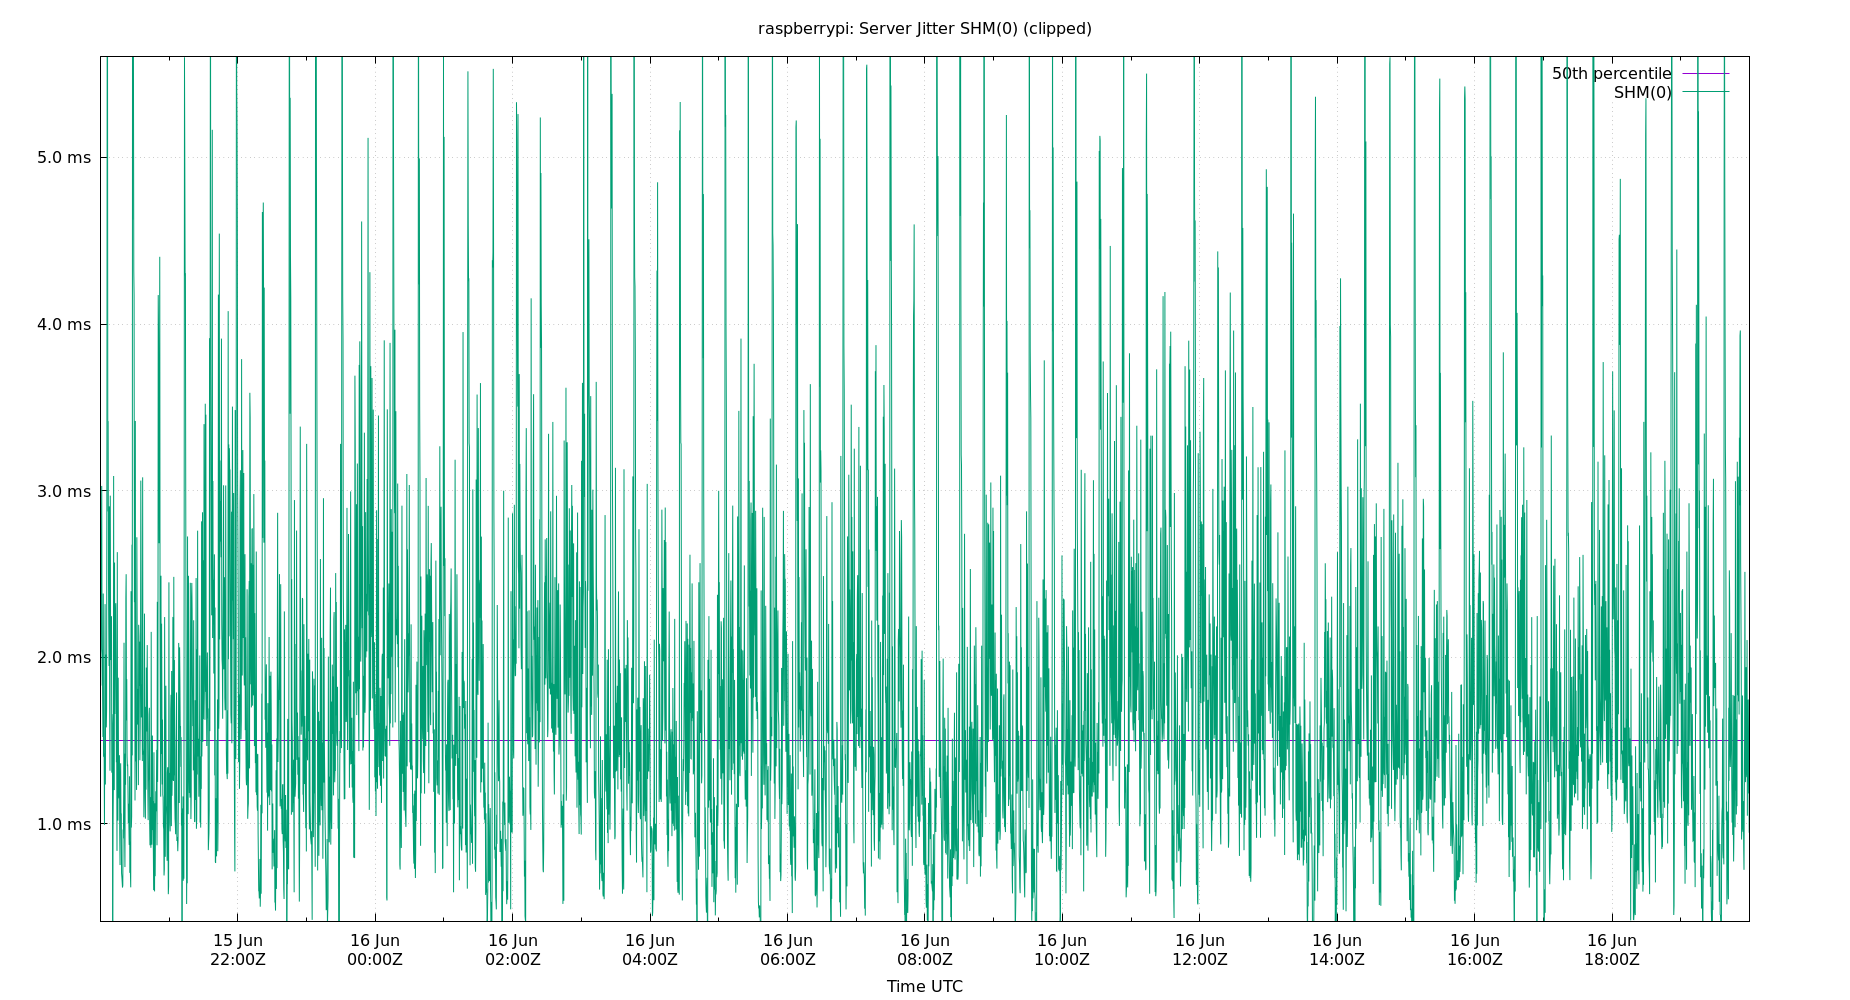 raspberrypi: Server Jitter SHM(0) (clipped)
50th percentile
SHM(0)
5.0 ms
4.0 ms
3.0 ms
2.0 ms
1.0 ms
15 Jun 16 Jun 16 Jun 16 Jun 16 Jun 16 Jun 16 Jun 16 Jun 16 Jun 16 Jun 16 Jun
22:00Z 00:00Z 02:00Z 04:00Z 06:00Z 08:00Z 10:00Z 12:00Z 14:00Z 16:00Z 18:00Z
Time UTC